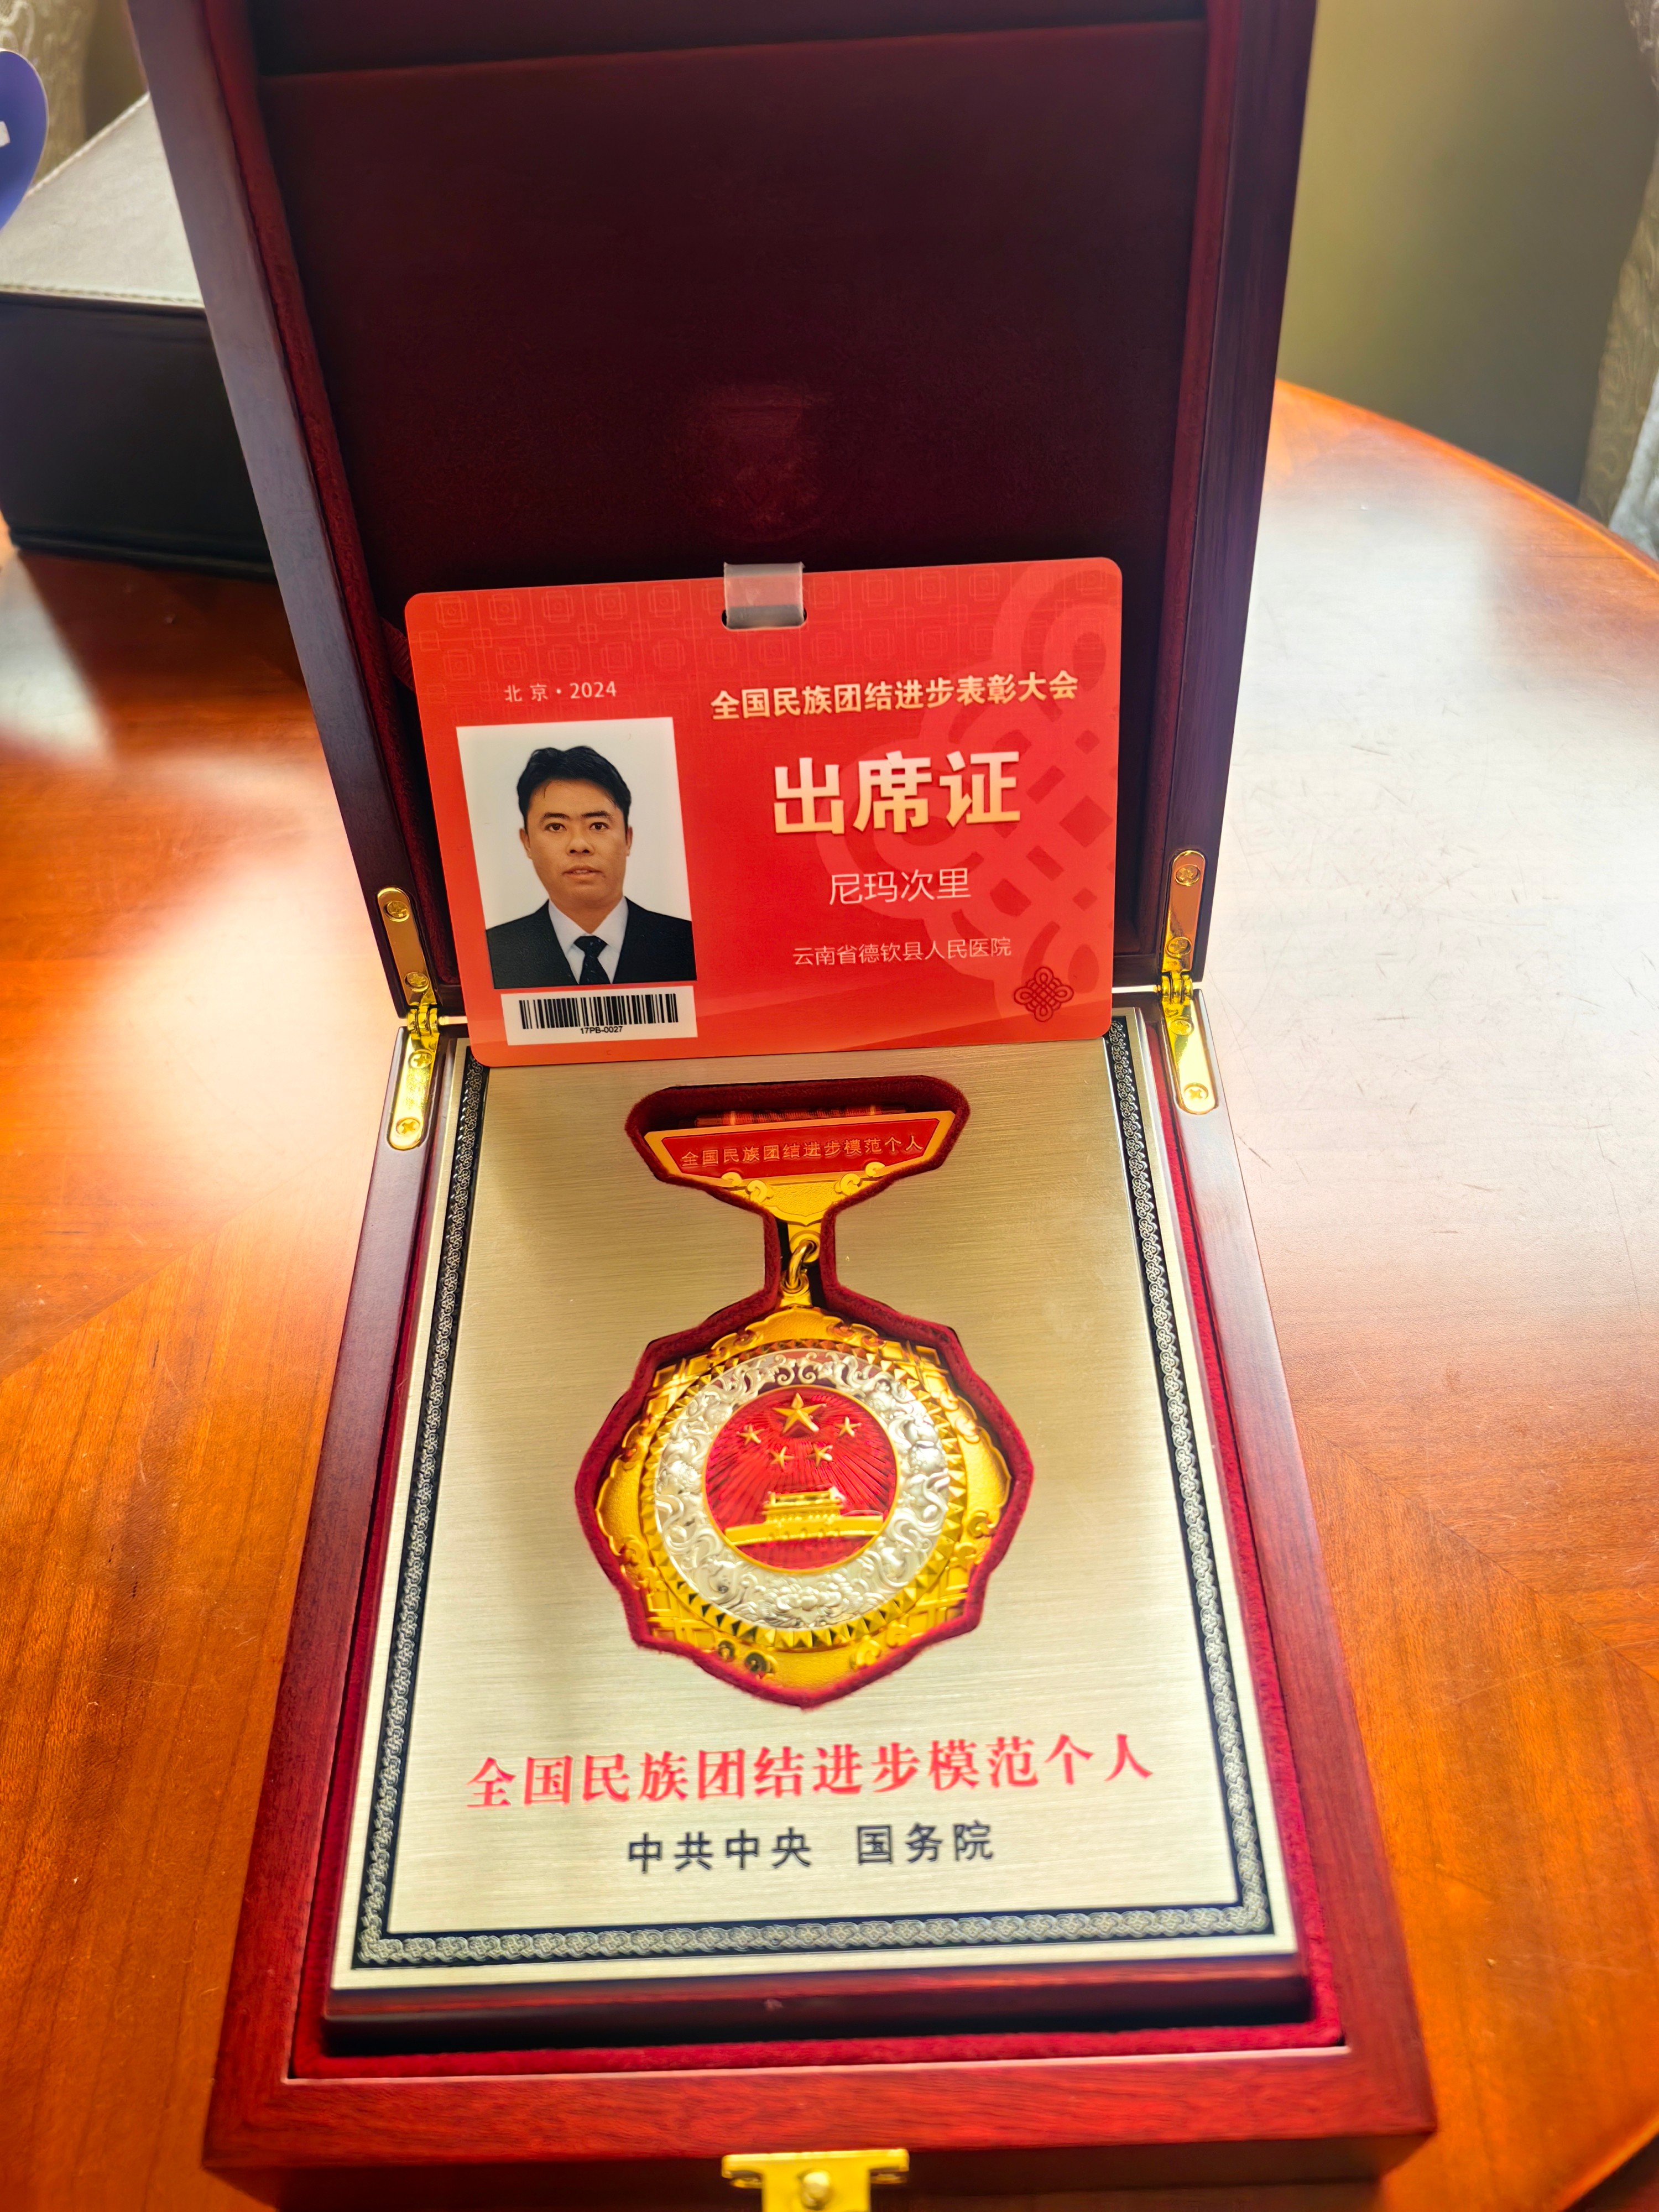 北京·2024
全国民族团结进步表彰大会
出席证
尼玛次里
云南省德钦县人民医院
17PB-0027
全国民族团结进步模范个人
全国民族团结进步模范个人
中共中央 国务院